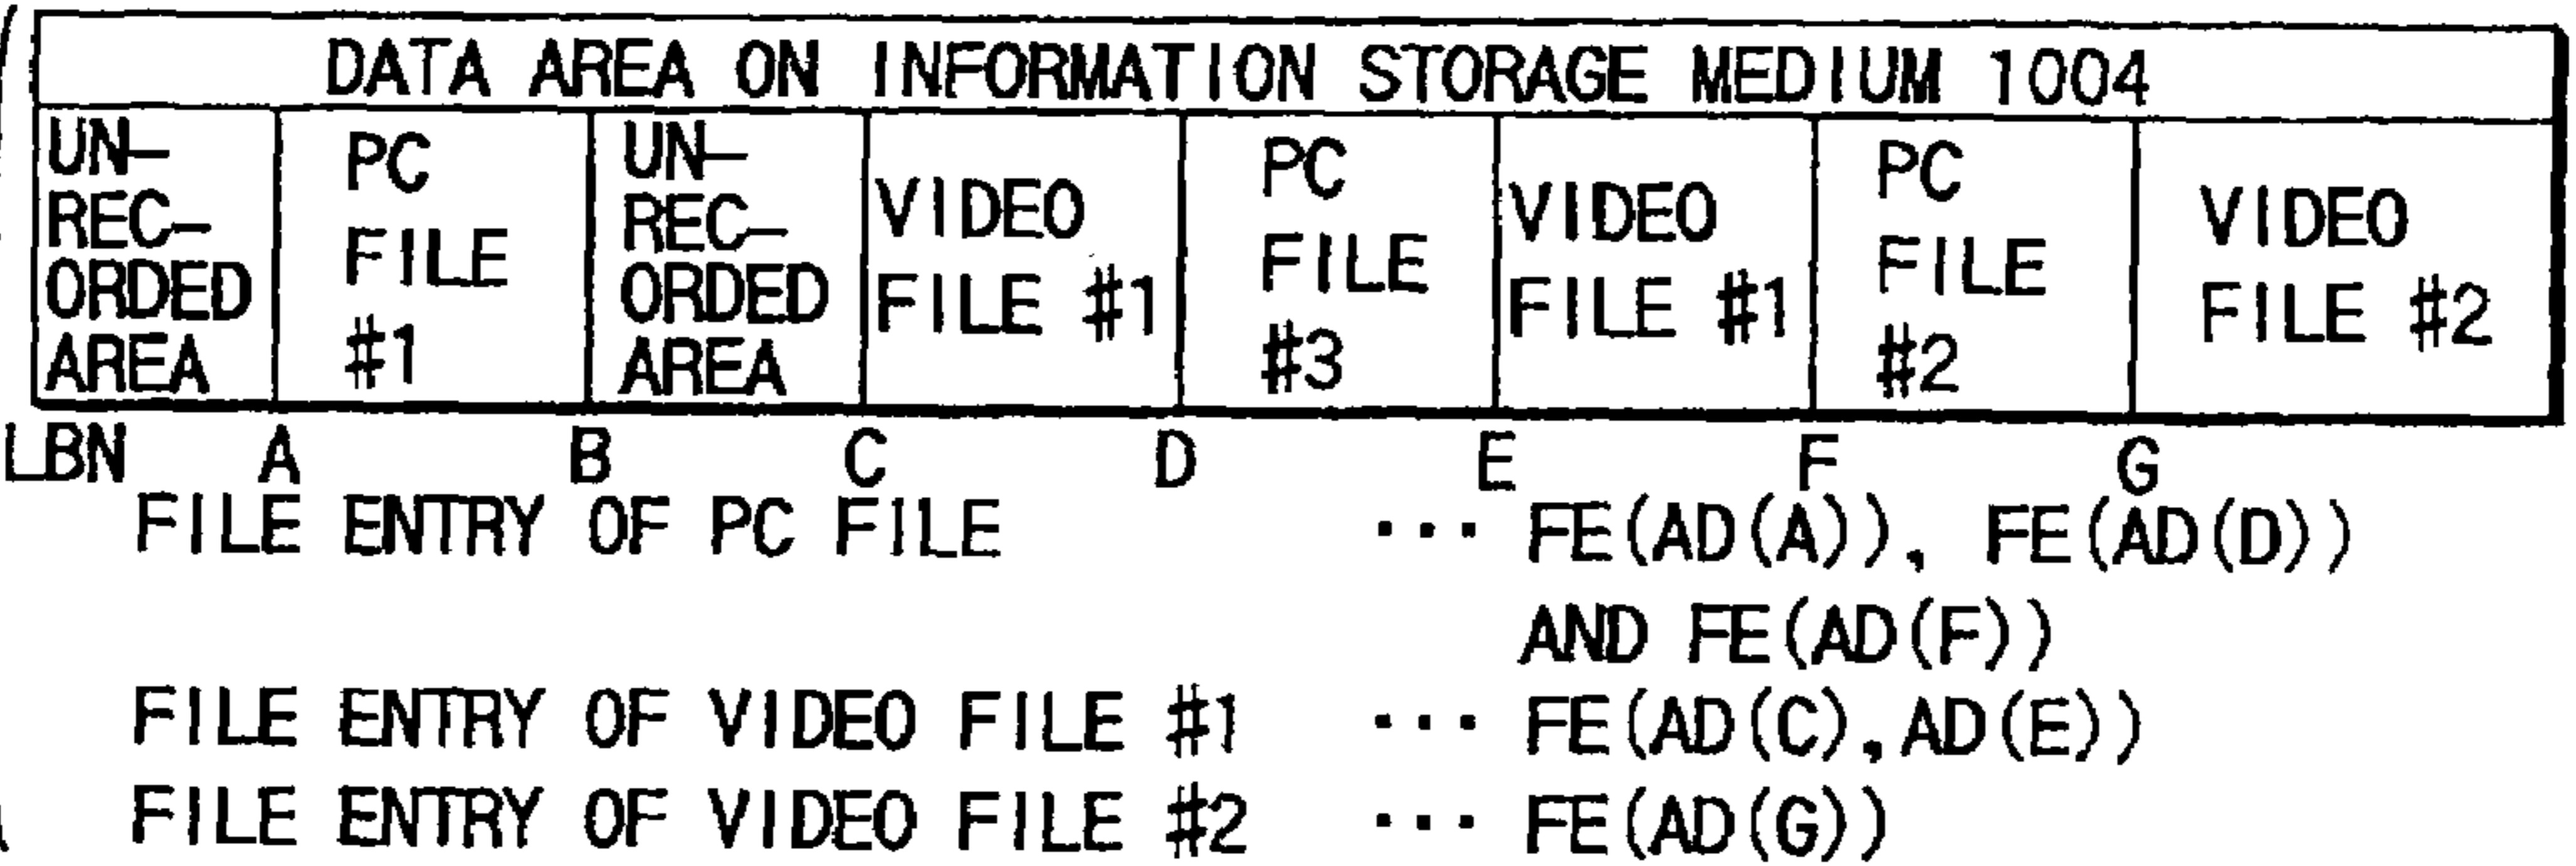 DATA AREA ON INFORMATION STORAGE MEDIUM 1004
UN-
REC-
ORDED
AREA
PC
FILE
#1
UN-
REC-
ORDED
AREA
VIDEO
FILE #1
PC
FILE
#3
VIDEO
FILE #1
PC
FILE
#2
VIDEO
FILE #2
LBN A B C D E F G
FILE ENTRY OF PC FILE ··· FE(AD(A)), FE(AD(D))
AND FE(AD(F))
FILE ENTRY OF VIDEO FILE #1 ··· FE(AD(C),AD(E))
FILE ENTRY OF VIDEO FILE #2 ··· FE(AD(G))